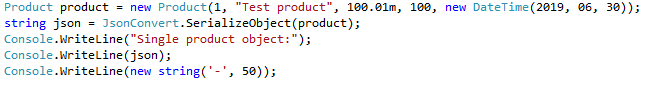 Product product = new Product(1, "Test product", 100.01m, 100, new DateTime(2019, 06, 30));
string json = JsonConvert.SerializeObject(product);
Console.WriteLine("Single product object:");
Console.WriteLine(json);
Console.WriteLine(new string('-', 50));